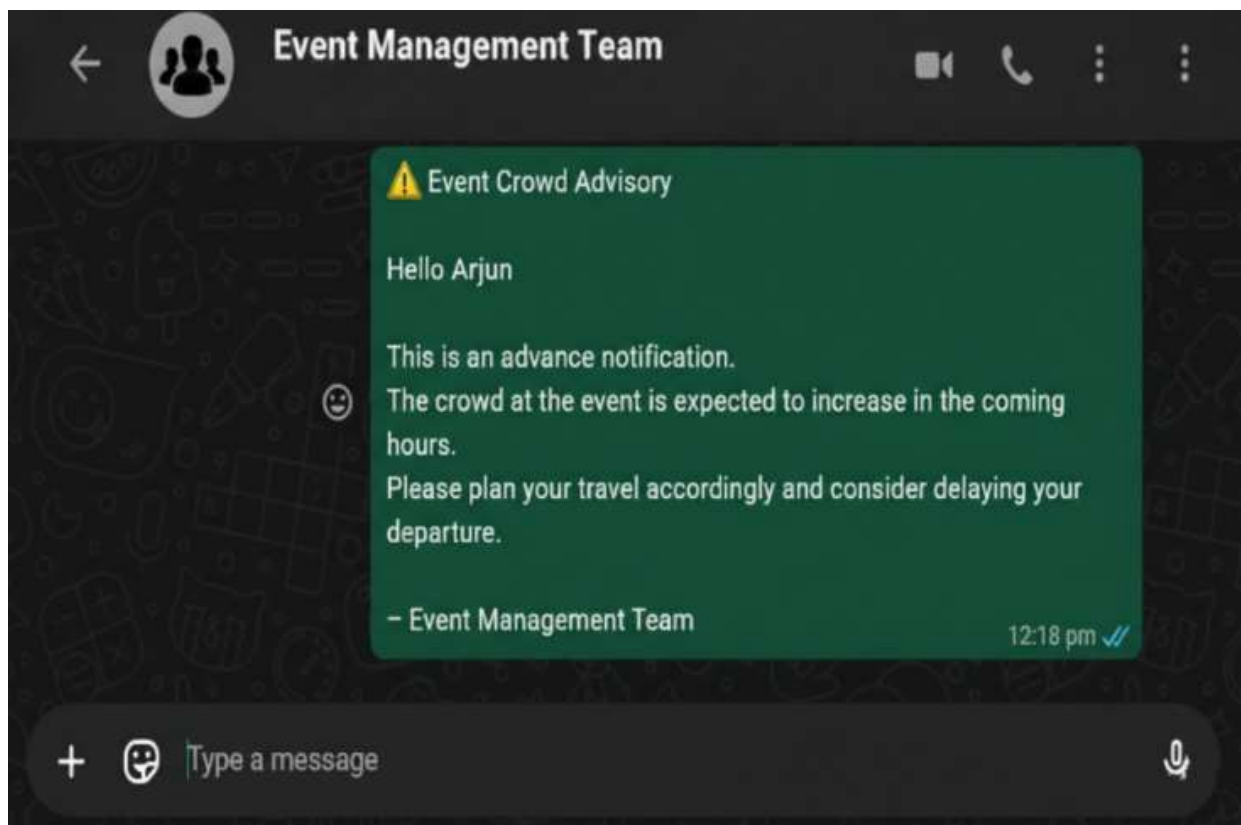 Event Management Team
⚠️ Event Crowd Advisory
Hello Arjun
This is an advance notification.
The crowd at the event is expected to increase in the coming
hours.
Please plan your travel accordingly and consider delaying your
departure.
– Event Management Team
12:18 pm
Type a message